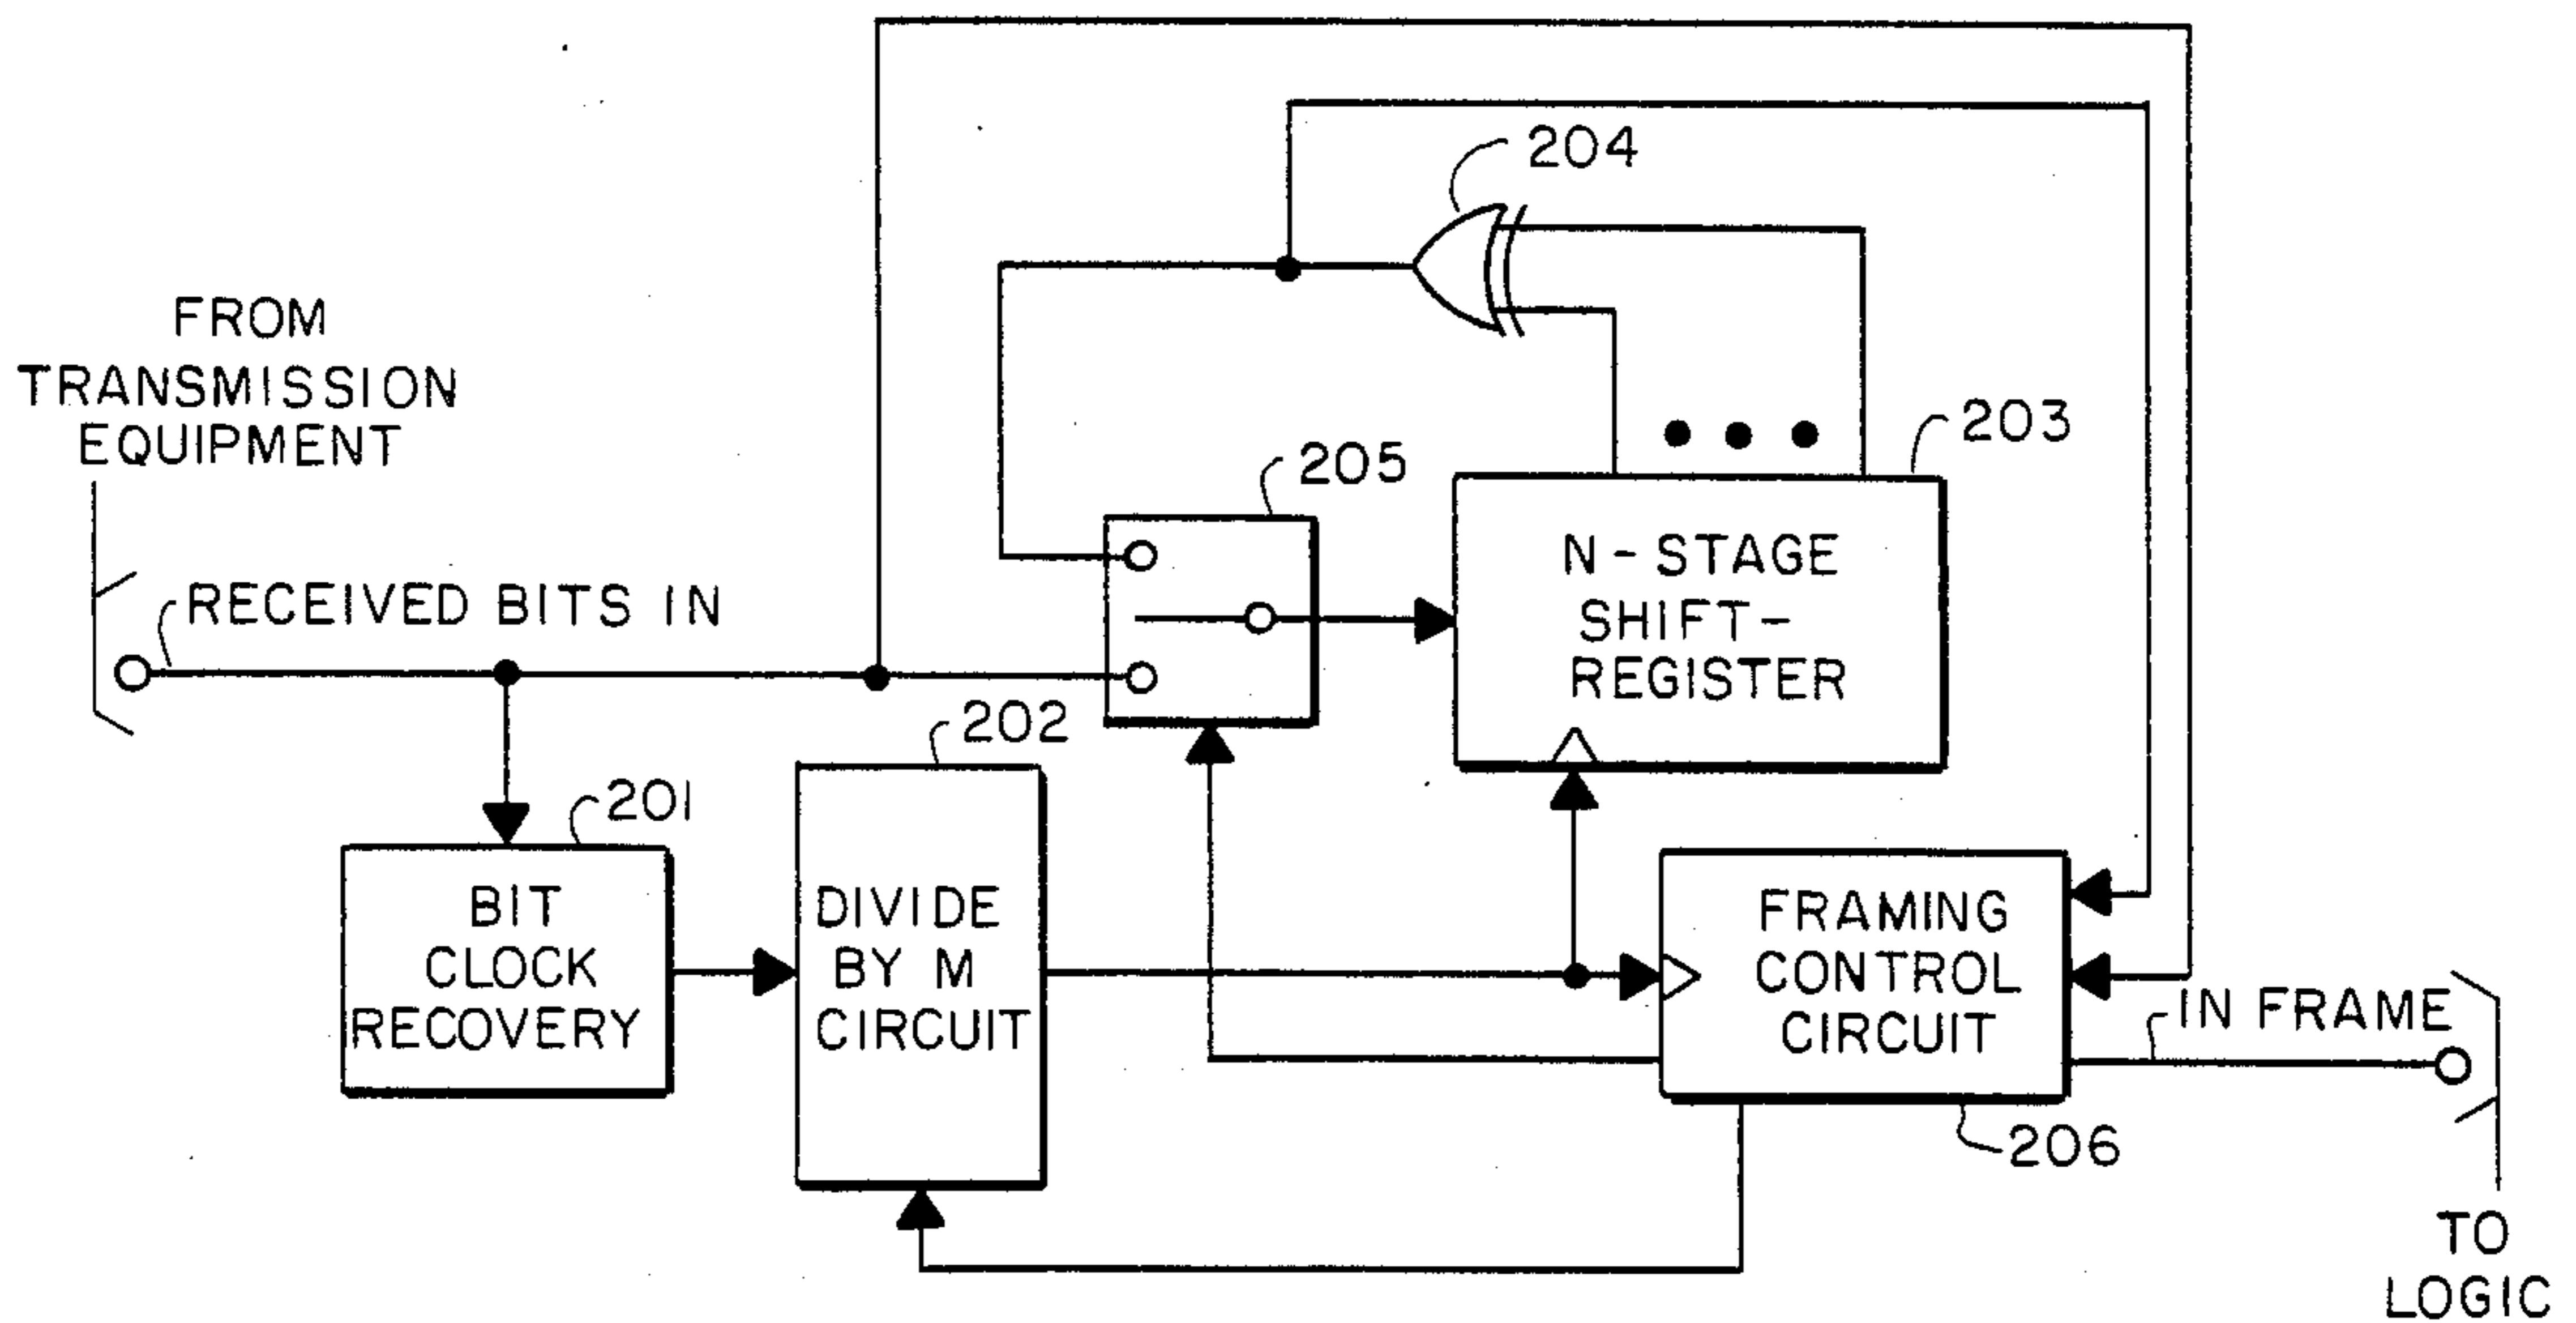 204
FROM
TRANSMISSION
EQUIPMENT
203
205
N-STAGE
SHIFT-
REGISTER
RECEIVED BITS IN
202
201
BIT
CLOCK
RECOVERY
DIVIDE
BY M
CIRCUIT
FRAMING
CONTROL
CIRCUIT
IN FRAME
206
TO
LOGIC